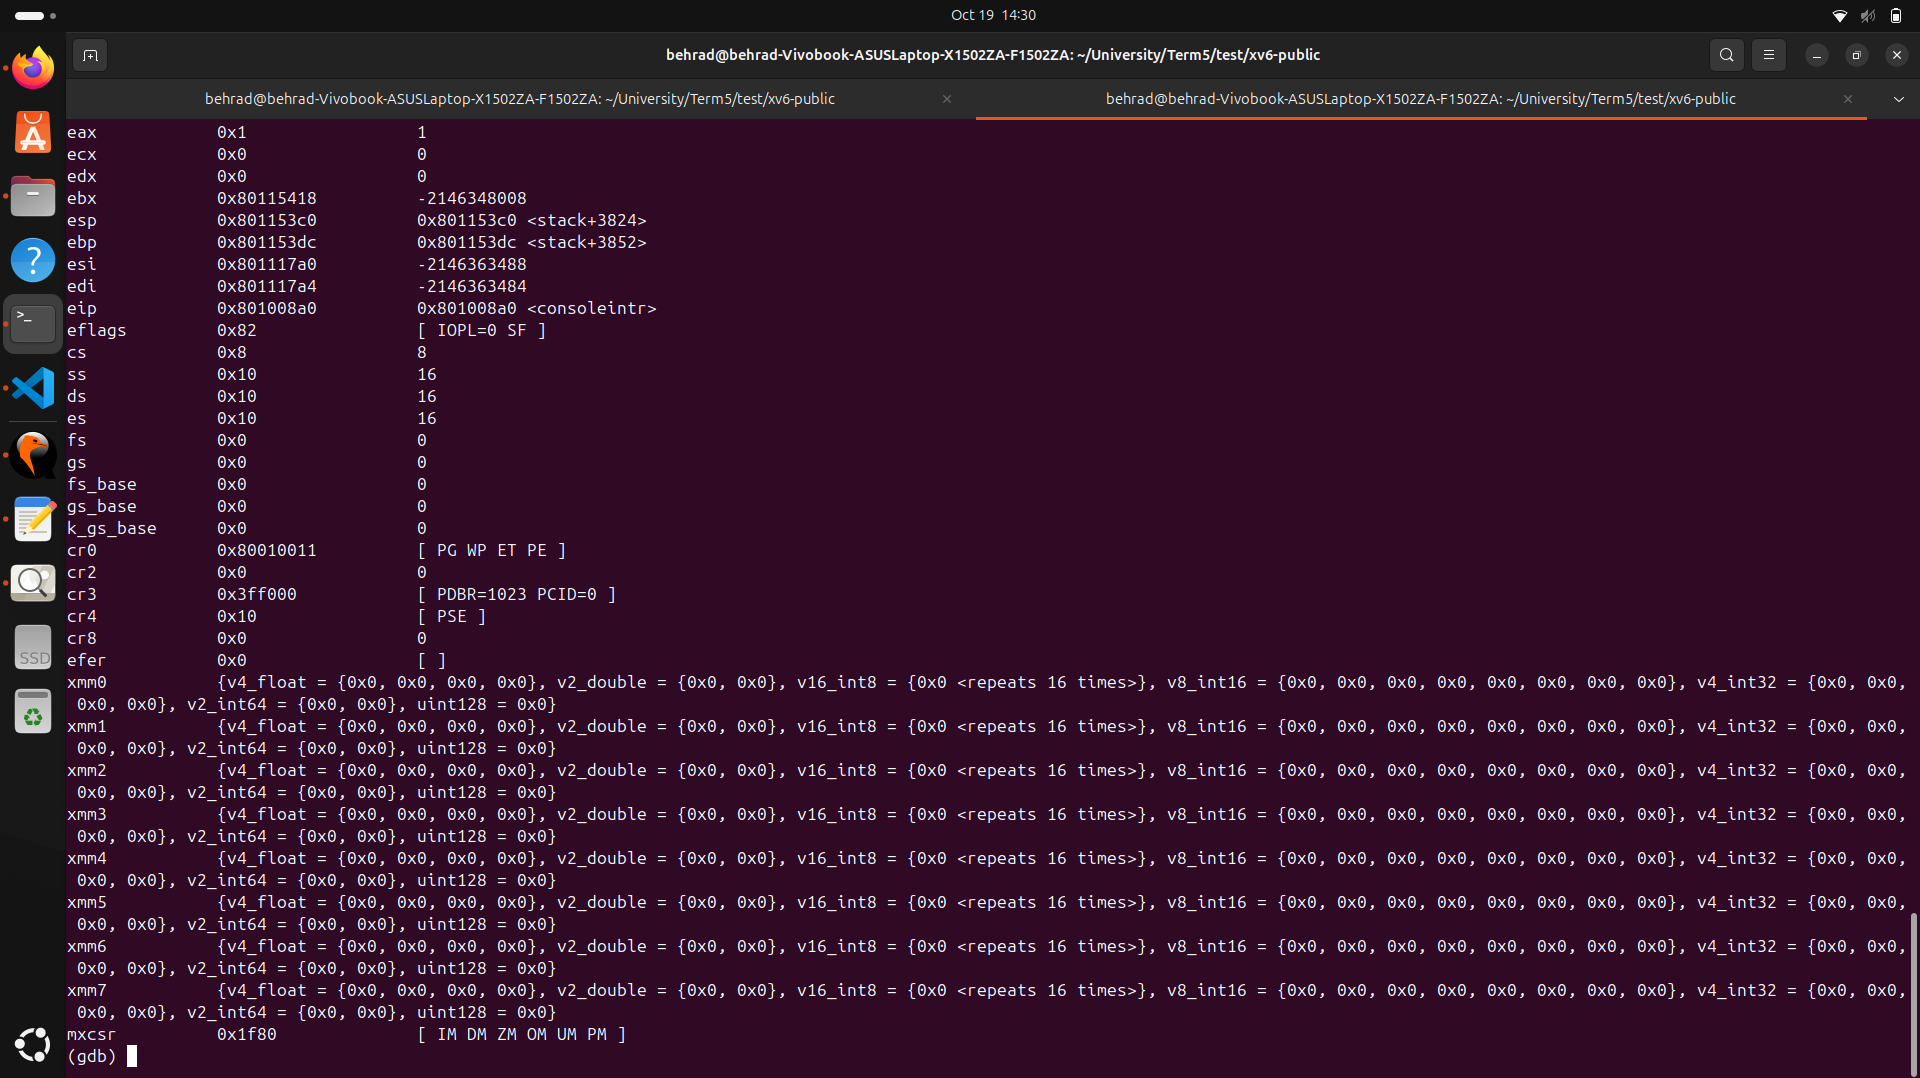 Oct 19 14:30
behrad@behrad-Vivobook-ASUSLaptop-X1502ZA-F1502ZA: ~/University/Term5/test/xv6-public
behrad@behrad-Vivobook-ASUSLaptop-X1502ZA-F1502ZA: ~/University/Term5/test/xv6-public
behrad@behrad-Vivobook-ASUSLaptop-X1502ZA-F1502ZA: ~/University/Term5/test/xv6-public
eax 0x1 1
ecx 0x0 0
edx 0x0 0
ebx 0x80115418 -2146348008
esp 0x801153c0 0x801153c0 <stack+3824>
ebp 0x801153dc 0x801153dc <stack+3852>
esi 0x801117a0 -2146363488
edi 0x801117a4 -2146363484
eip 0x801008a0 0x801008a0 <consoleintr>
eflags 0x82 [ IOPL=0 SF ]
cs 0x8 8
ss 0x10 16
ds 0x10 16
es 0x10 16
fs 0x0 0
gs 0x0 0
fs_base 0x0 0
gs_base 0x0 0
k_gs_base 0x0 0
cr0 0x80010011 [ PG WP ET PE ]
cr2 0x0 0
cr3 0x3ff000 [ PDBR=1023 PCID=0 ]
cr4 0x10 [ PSE ]
cr8 0x0 0
efer 0x0 [ ]
xmm0 {v4_float = {0x0, 0x0, 0x0, 0x0}, v2_double = {0x0, 0x0}, v16_int8 = {0x0 <repeats 16 times>}, v8_int16 = {0x0, 0x0, 0x0, 0x0, 0x0, 0x0, 0x0, 0x0}, v4_int32 = {0x0, 0x0,
0x0, 0x0}, v2_int64 = {0x0, 0x0}, uint128 = 0x0}
xmm1 {v4_float = {0x0, 0x0, 0x0, 0x0}, v2_double = {0x0, 0x0}, v16_int8 = {0x0 <repeats 16 times>}, v8_int16 = {0x0, 0x0, 0x0, 0x0, 0x0, 0x0, 0x0, 0x0}, v4_int32 = {0x0, 0x0,
0x0, 0x0}, v2_int64 = {0x0, 0x0}, uint128 = 0x0}
xmm2 {v4_float = {0x0, 0x0, 0x0, 0x0}, v2_double = {0x0, 0x0}, v16_int8 = {0x0 <repeats 16 times>}, v8_int16 = {0x0, 0x0, 0x0, 0x0, 0x0, 0x0, 0x0, 0x0}, v4_int32 = {0x0, 0x0,
0x0, 0x0}, v2_int64 = {0x0, 0x0}, uint128 = 0x0}
xmm3 {v4_float = {0x0, 0x0, 0x0, 0x0}, v2_double = {0x0, 0x0}, v16_int8 = {0x0 <repeats 16 times>}, v8_int16 = {0x0, 0x0, 0x0, 0x0, 0x0, 0x0, 0x0, 0x0}, v4_int32 = {0x0, 0x0,
0x0, 0x0}, v2_int64 = {0x0, 0x0}, uint128 = 0x0}
xmm4 {v4_float = {0x0, 0x0, 0x0, 0x0}, v2_double = {0x0, 0x0}, v16_int8 = {0x0 <repeats 16 times>}, v8_int16 = {0x0, 0x0, 0x0, 0x0, 0x0, 0x0, 0x0, 0x0}, v4_int32 = {0x0, 0x0,
0x0, 0x0}, v2_int64 = {0x0, 0x0}, uint128 = 0x0}
xmm5 {v4_float = {0x0, 0x0, 0x0, 0x0}, v2_double = {0x0, 0x0}, v16_int8 = {0x0 <repeats 16 times>}, v8_int16 = {0x0, 0x0, 0x0, 0x0, 0x0, 0x0, 0x0, 0x0}, v4_int32 = {0x0, 0x0,
0x0, 0x0}, v2_int64 = {0x0, 0x0}, uint128 = 0x0}
xmm6 {v4_float = {0x0, 0x0, 0x0, 0x0}, v2_double = {0x0, 0x0}, v16_int8 = {0x0 <repeats 16 times>}, v8_int16 = {0x0, 0x0, 0x0, 0x0, 0x0, 0x0, 0x0, 0x0}, v4_int32 = {0x0, 0x0,
0x0, 0x0}, v2_int64 = {0x0, 0x0}, uint128 = 0x0}
xmm7 {v4_float = {0x0, 0x0, 0x0, 0x0}, v2_double = {0x0, 0x0}, v16_int8 = {0x0 <repeats 16 times>}, v8_int16 = {0x0, 0x0, 0x0, 0x0, 0x0, 0x0, 0x0, 0x0}, v4_int32 = {0x0, 0x0,
0x0, 0x0}, v2_int64 = {0x0, 0x0}, uint128 = 0x0}
mxcsr 0x1f80 [ IM DM ZM OM UM PM ]
(gdb)
SSD